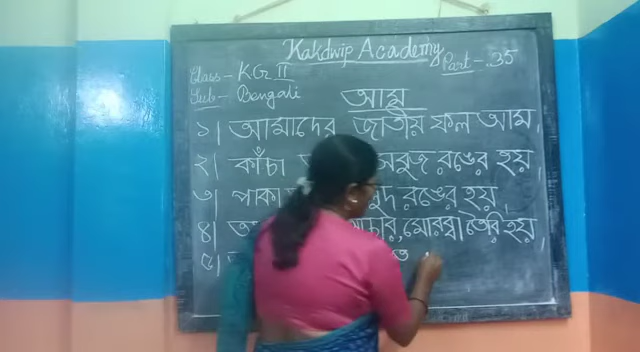 Kakdwip Academy
Part-.35
Class- KG II
Sub- Bengali
আম
১| আমাদের জাতীয় ফল আম,
২| কাঁচা সবুজ রঙের হয়,
৩| পাকা রঙের হয়,
৪| আচার, মোরব্বা তৈরি হয়,
৫|